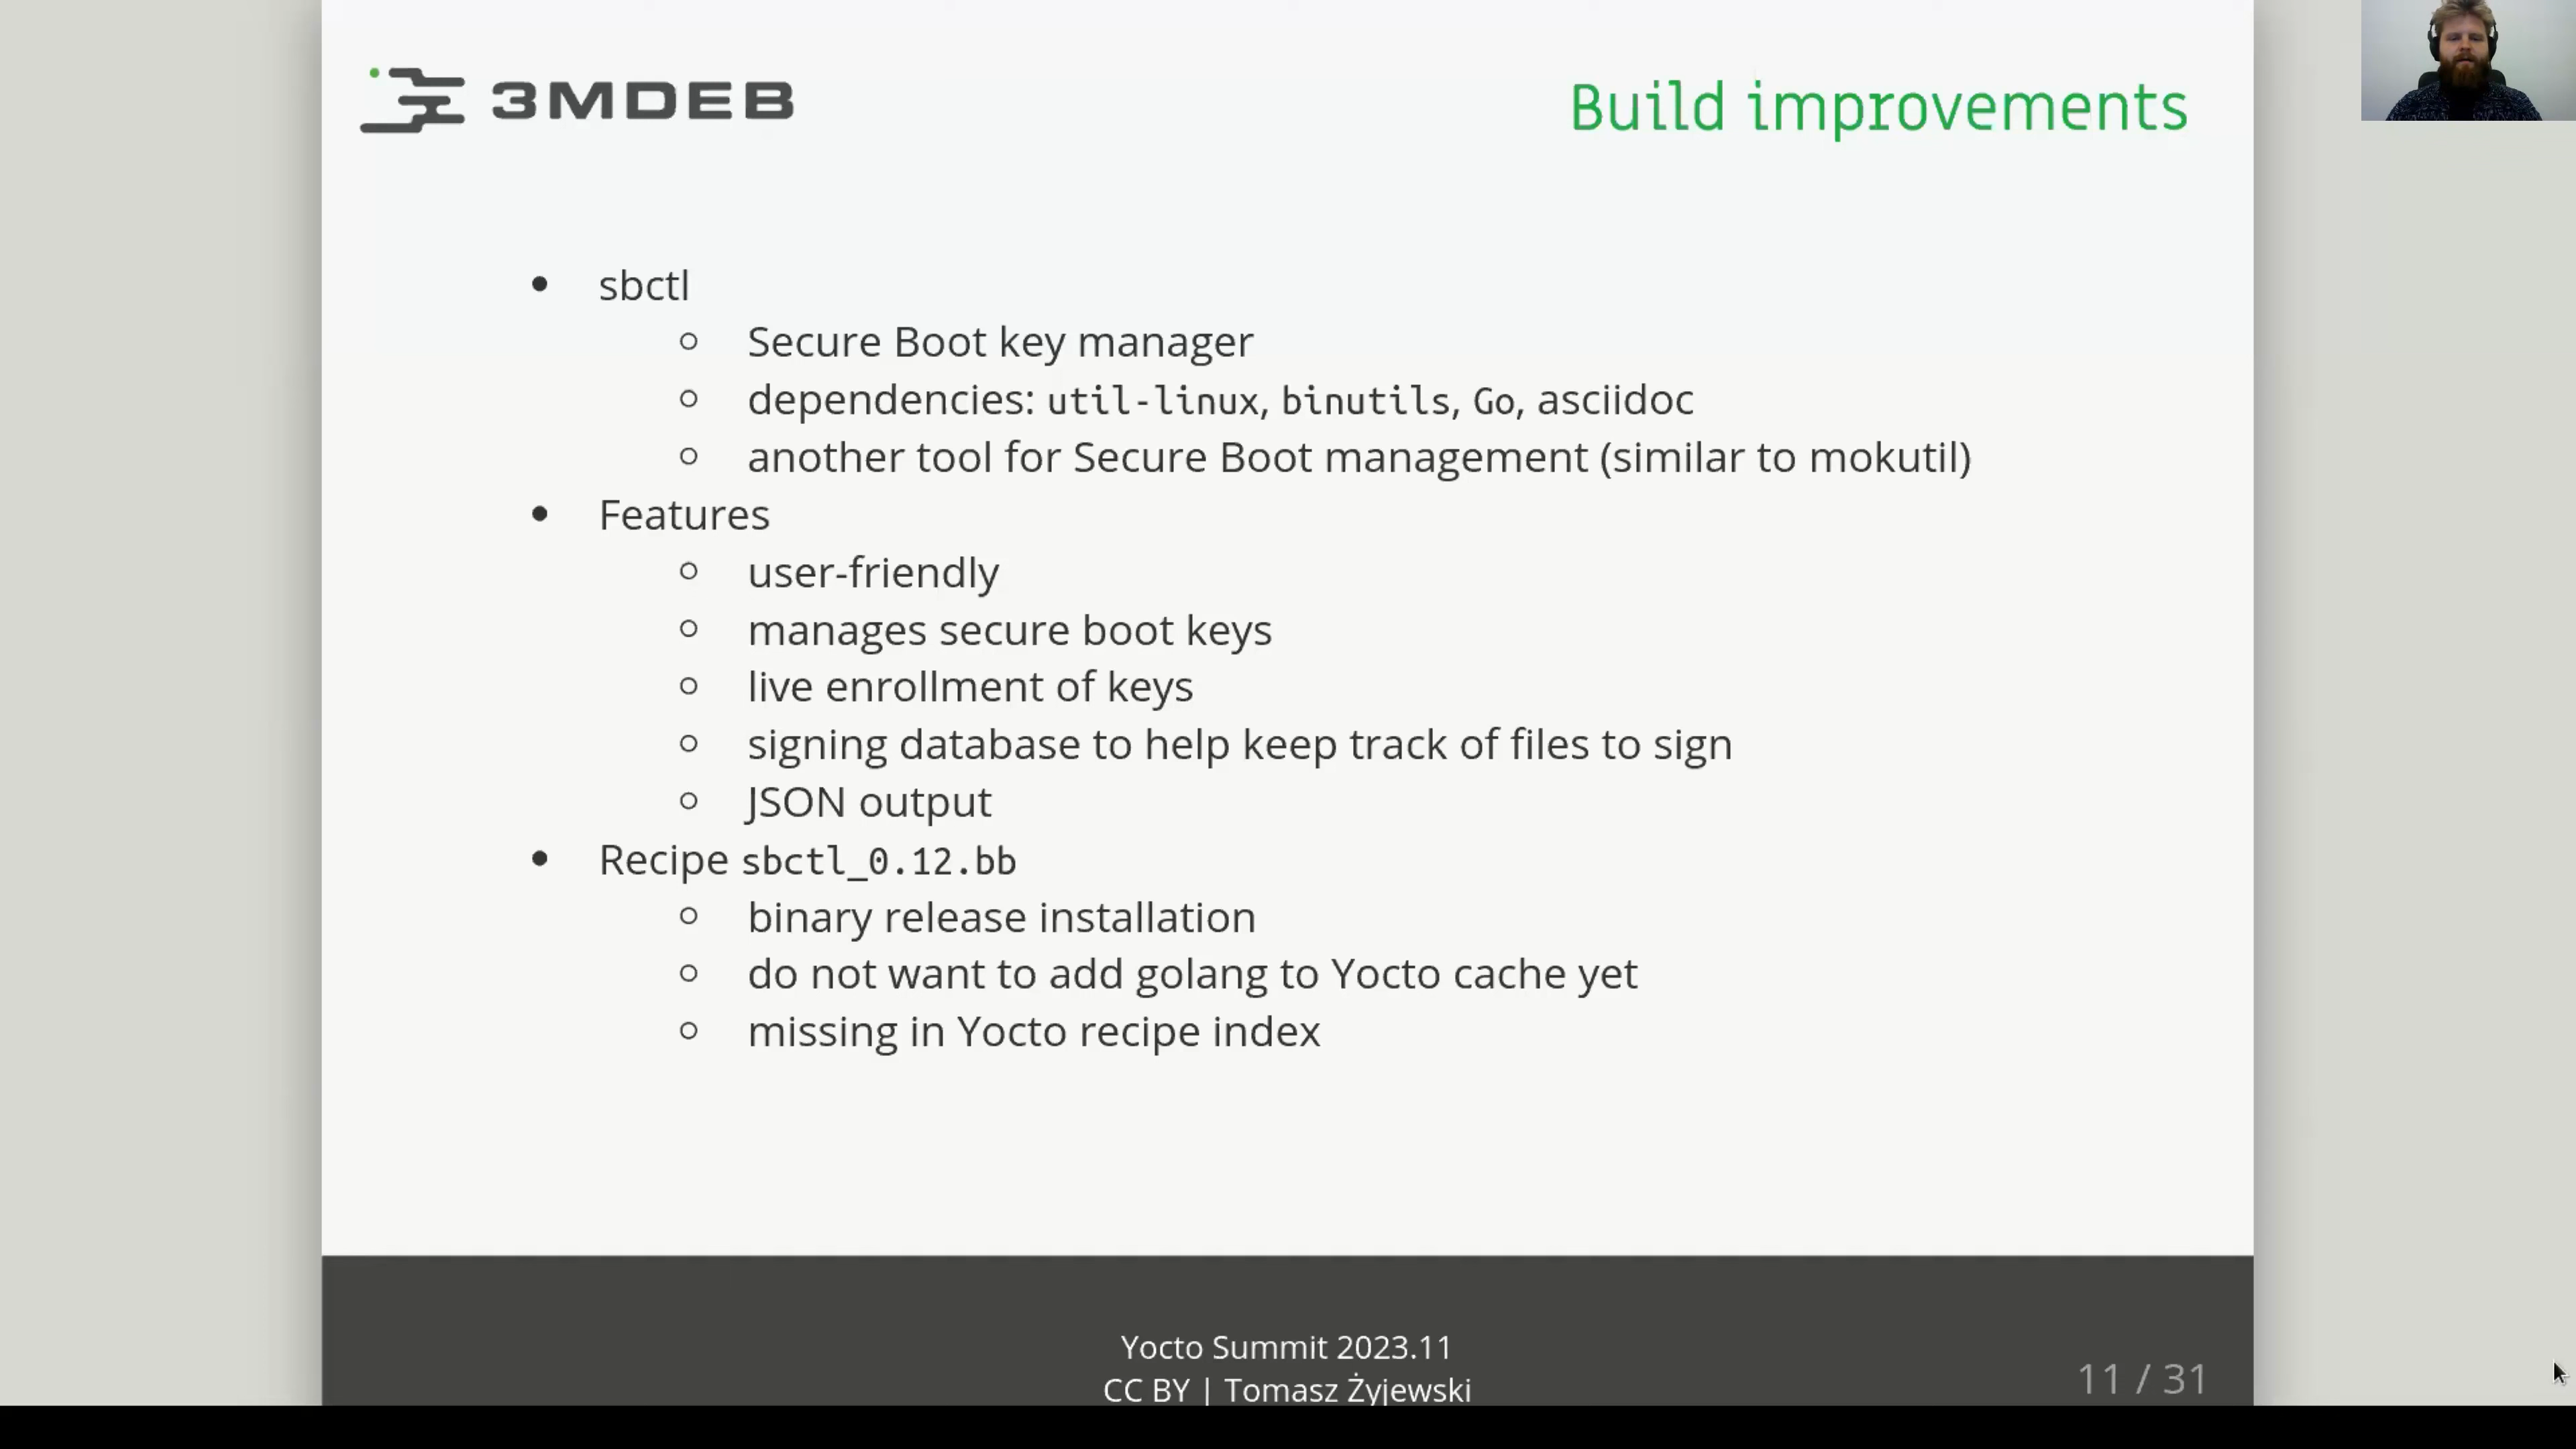 3MDEB
Build improvements
• sbctl
○ Secure Boot key manager
○ dependencies: util-linux, binutils, Go, asciidoc
○ another tool for Secure Boot management (similar to mokutil)
• Features
○ user-friendly
○ manages secure boot keys
○ live enrollment of keys
○ signing database to help keep track of files to sign
○ JSON output
• Recipe sbctl_0.12.bb
○ binary release installation
○ do not want to add golang to Yocto cache yet
○ missing in Yocto recipe index
Yocto Summit 2023.11
CC BY | Tomasz Żyjewski
11 / 31